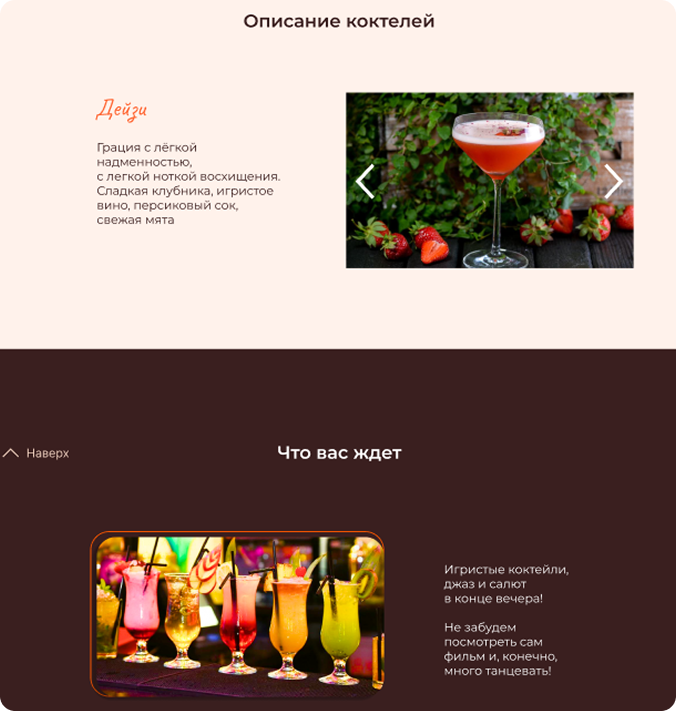 Описание коктелей
Дейзи
Грация с лёгкой
надменностью,
с легкой ноткой восхищения.
Сладкая клубника, игристое
вино, персиковый сок,
свежая мята
Наверх
Что вас ждет
Игристые коктейли,
джаз и салют
в конце вечера!
Не забудем
посмотреть сам
фильм и, конечно,
много танцевать!